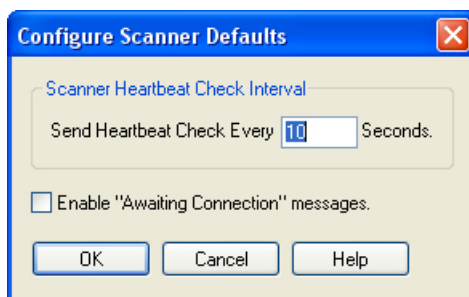 Configure Scanner Defaults
Scanner Heartbeat Check Interval
Send Heartbeat Check Every 10 Seconds.
Enable "Awaiting Connection" messages.
OK Cancel Help